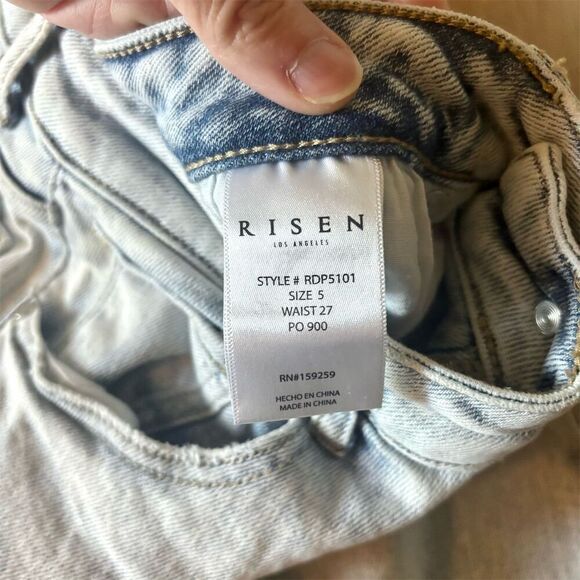 RISEN
LOS ANGELES
STYLE# RDP5101
SIZE 5
WAIST 27
PO 900
RN#159259
HECHO EN CHINA
MADE IN CHINA